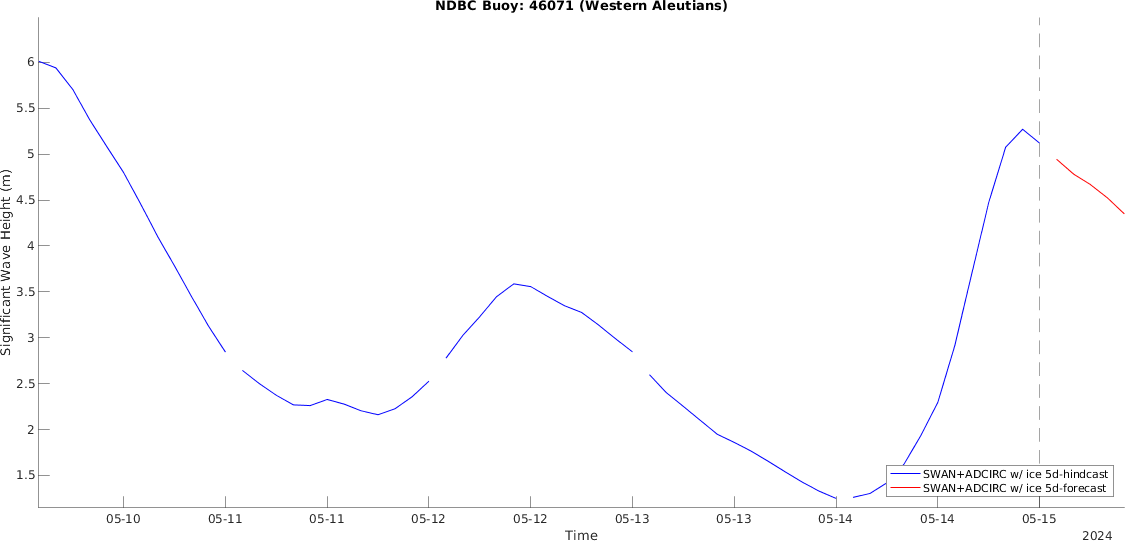 NDBC Buoy: 46071 (Western Aleutians)
6
5.5
5
4.5
4
3.5
3
2.5
2
1.5
Significant Wave Height (m)
SWAN+ADCIRC w/ ice 5d-hindcast
SWAN+ADCIRC w/ ice 5d-forecast
05-10 05-11 05-11 05-12 05-12 05-13 05-13 05-14 05-14 05-15
Time
2024